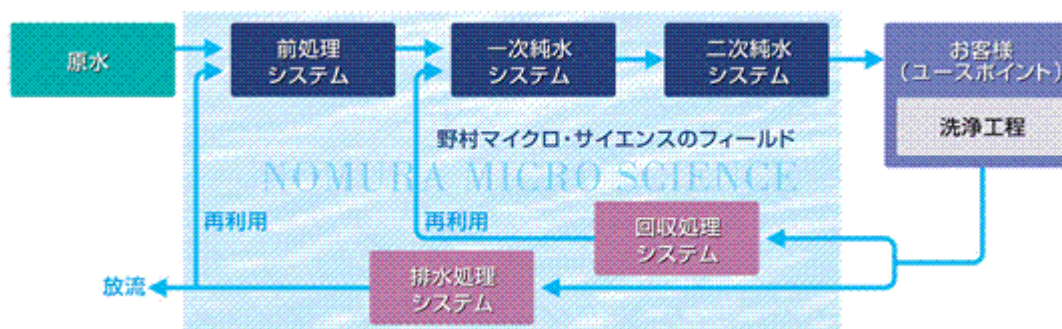 原水
前処理
システム
一次純水
システム
二次純水
システム
お客様
（ユースポイント）
洗浄工程
野村マイクロ・サイエンスのフィールド
NOMURA MICRO SCIENCE
再利用
再利用
回収処理
システム
放流
排水処理
システム